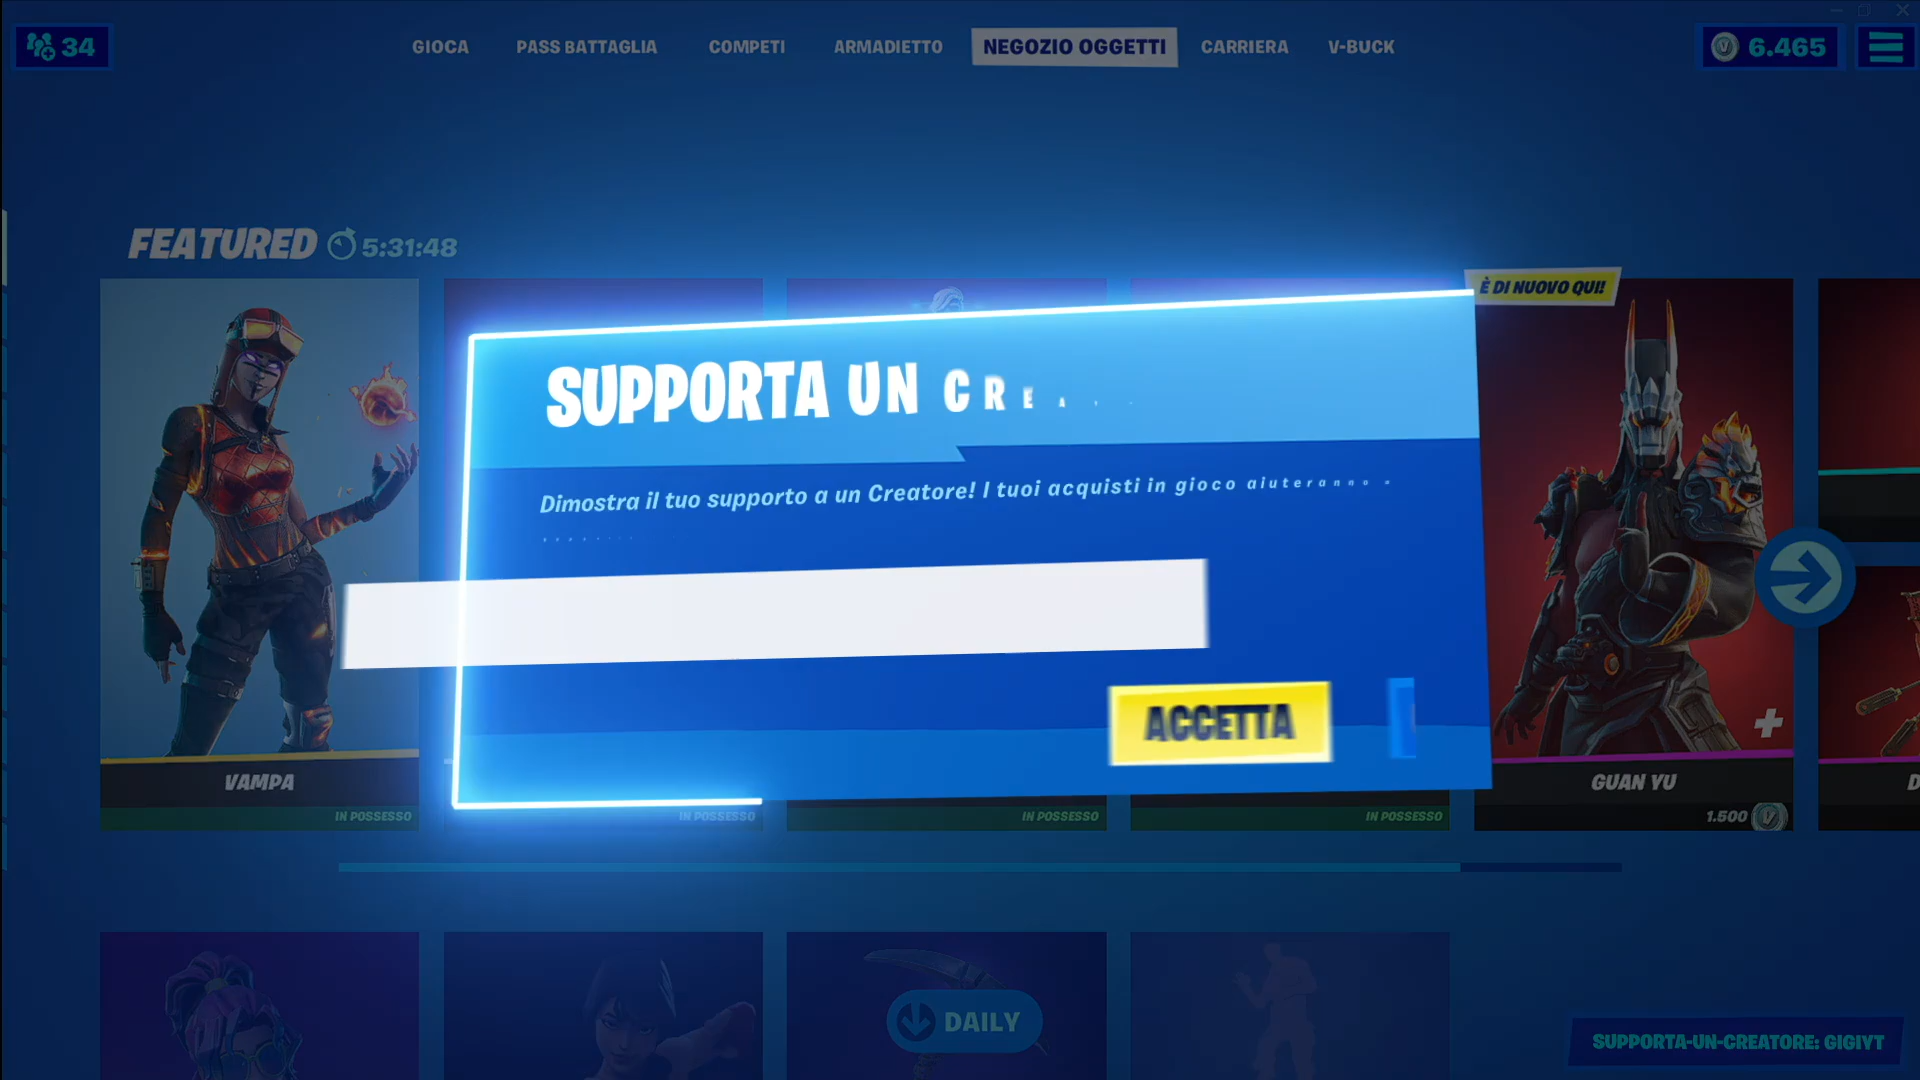 34
GIOCA
PASS BATTAGLIA
COMPETI
ARMADIETTO
NEGOZIO OGGETTI
CARRIERA
V-BUCK
6.465
FEATURED 5:31:48
È DI NUOVO QUI!
SUPPORTA UN CREA
Dimostra il tuo supporto a un Creatore! I tuoi acquisti in gioco aiuteranno
ACCETTA
VAMPA
GUAN YU
IN POSSESSO
IN POSSESSO
IN POSSESSO
IN POSSESSO
1.500
D
DAILY
SUPPORTA-UN-CREATORE: GIGIYT